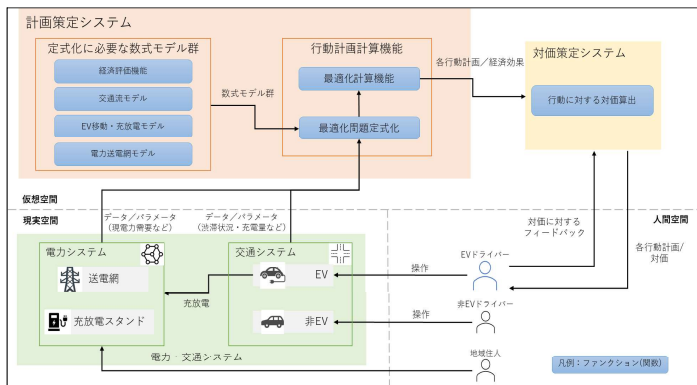 計画策定システム
定式化に必要な数式モデル群
経済評価機能
交通流モデル
EV移動・充放電モデル
電力送電網モデル
数式モデル群
行動計画計算機能
最適化計算機能
最適化問題定式化
各行動計画／経済効果
対価策定システム
行動に対する対価算出
仮想空間
現実空間
人間空間
データ／パラメータ
（現電力需要など）
データ／パラメータ
（渋滞状況・充電量など）
対価に対する
フィードバック
各行動計画/
対価
電力システム
送電網
充放電スタンド
充放電
交通システム
EV
非EV
電力・交通システム
操作
EVドライバー
操作
非EVドライバー
地域住人
凡例：ファンクション(関数)